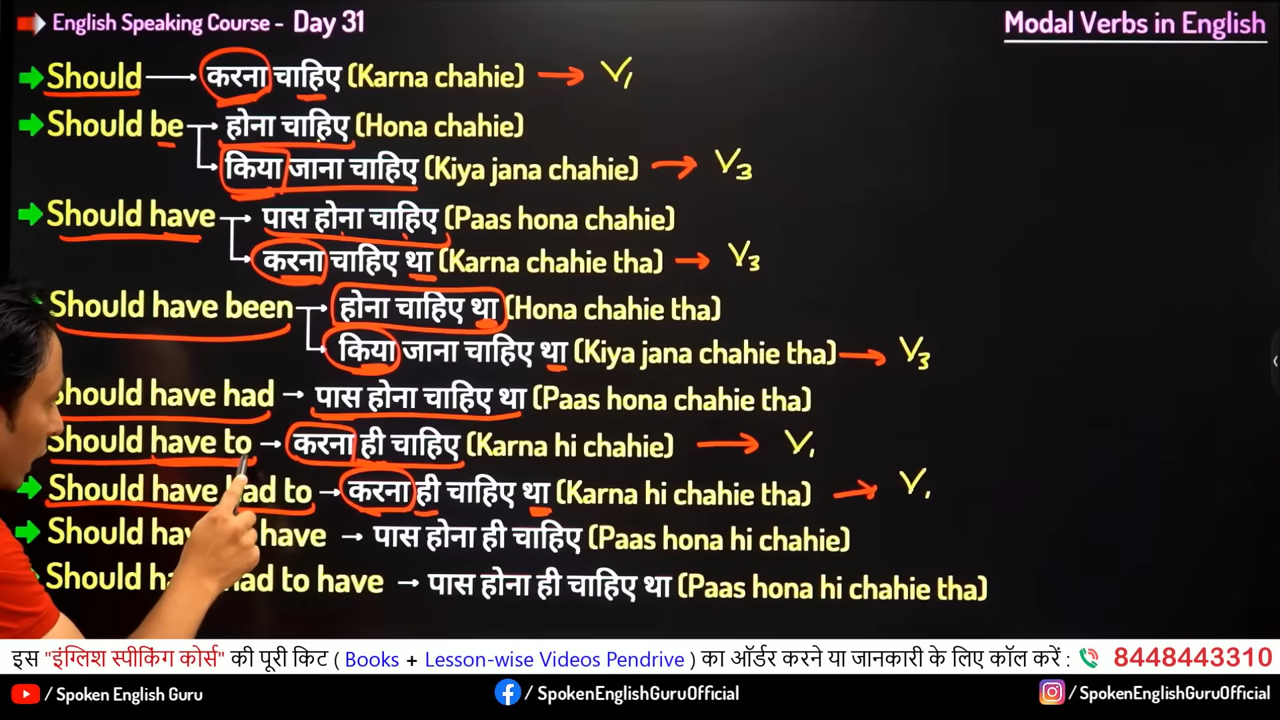 English Speaking Course - Day 31
Modal Verbs in English
Should करना चाहिए (Karna chahie) → V1
Should be होना चाहिए (Hona chahie)
किया जाना चाहिए (Kiya jana chahie) → V3
Should have पास होना चाहिए (Paas hona chahie)
करना चाहिए था (Karna chahie tha) → V3
Should have been होना चाहिए था (Hona chahie tha)
किया जाना चाहिए था (Kiya jana chahie tha) → V3
Should have had → पास होना चाहिए था (Paas hona chahie tha)
Should have to → करना ही चाहिए (Karna hi chahie) → V1
Should have had to → करना ही चाहिए था (Karna hi chahie tha) → V1
Should have → पास होना ही चाहिए (Paas hona hi chahie)
Should had to have → पास होना ही चाहिए था (Paas hona hi chahie tha)
इस "इंग्लिश स्पीकिंग कोर्स" की पूरी किट ( Books + Lesson-wise Videos Pendrive ) का ऑर्डर करने या जानकारी के लिए कॉल करें : 8448443310
/ Spoken English Guru / SpokenEnglishGuruOfficial / SpokenEnglishGuruOfficial